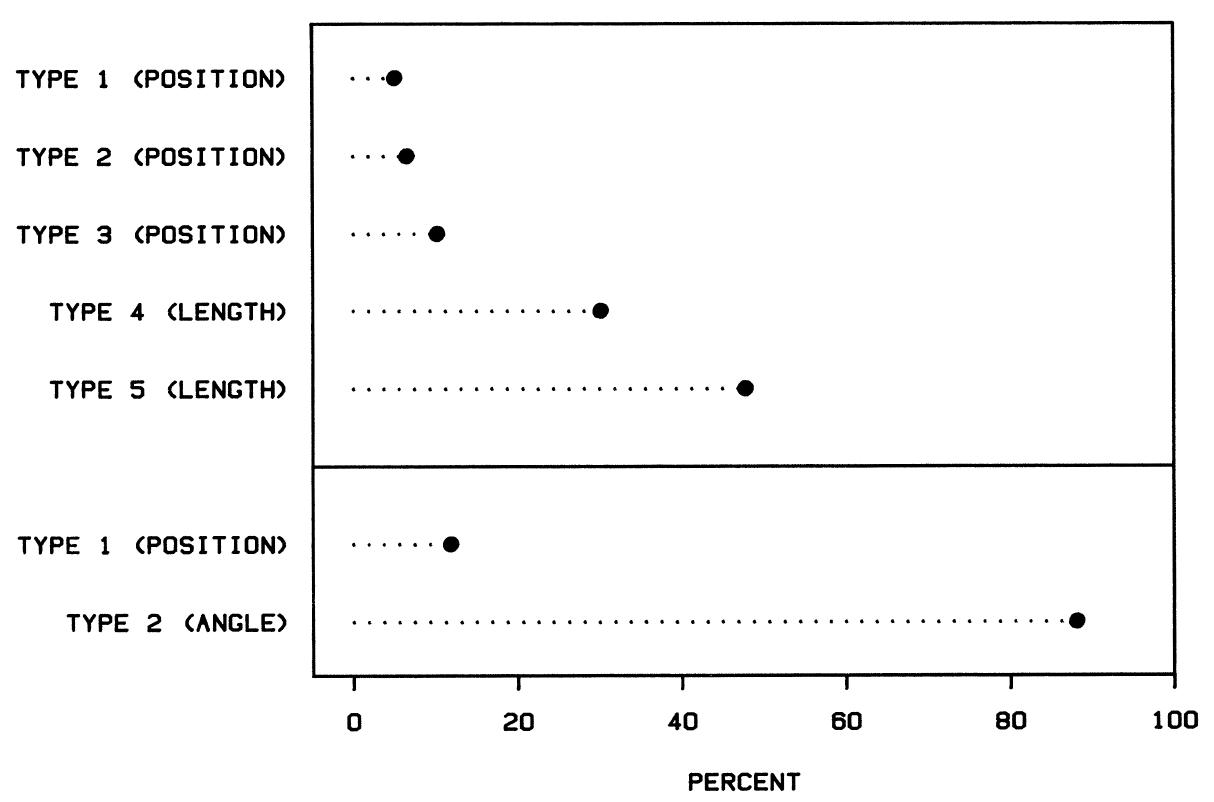 TYPE 1 (POSITION)
TYPE 2 (POSITION)
TYPE 3 (POSITION)
TYPE 4 (LENGTH)
TYPE 5 (LENGTH)
TYPE 1 (POSITION)
TYPE 2 (ANGLE)
0 20 40 60 80 100
PERCENT